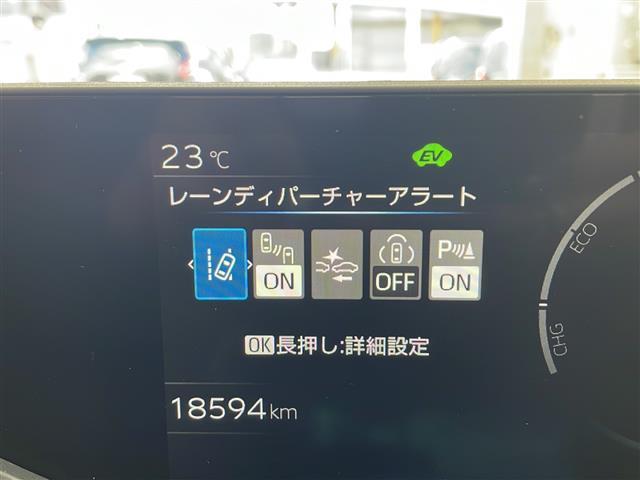 23℃ EV
レーンディパーチャーアラート
ON OFF P ON
OK長押し:詳細設定
18594km
ECO
CHG